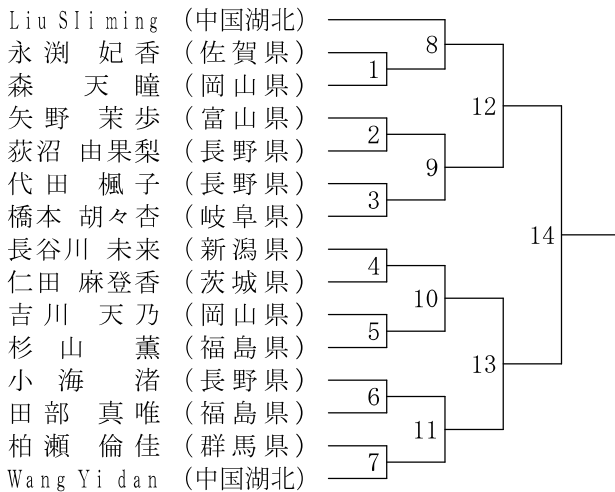 Liu SIiming (中国湖北)
永渕 妃香 (佐賀県)
森 天瞳 (岡山県)
矢野 茉歩 (富山県)
荻沼 由果梨 (長野県)
代田 楓子 (長野県)
橋本 胡々杏 (岐阜県)
長谷川 未来 (新潟県)
仁田 麻登香 (茨城県)
吉川 天乃 (岡山県)
杉山 薫 (福島県)
小海 渚 (長野県)
田部 真唯 (福島県)
柏瀬 倫佳 (群馬県)
Wang Yi dan (中国湖北)
1
2
3
4
5
6
7
8
9
10
11
12
13
14